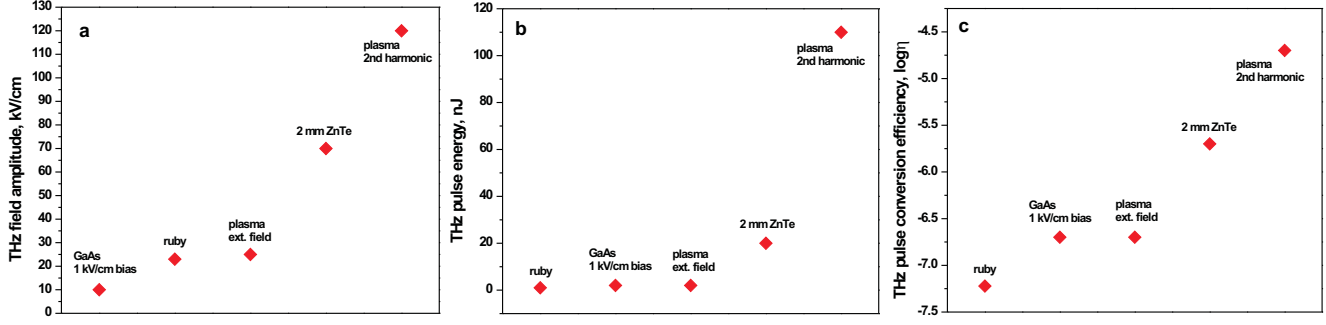 a
THz field amplitude, kV/cm
130
120
110
100
90
80
70
60
50
40
30
20
10
0
GaAs
1 kV/cm bias
ruby
plasma
ext. field
2 mm ZnTe
plasma
2nd harmonic
b
THz pulse energy, nJ
120
100
80
60
40
20
0
ruby
GaAs
1 kV/cm bias
plasma
ext. field
2 mm ZnTe
plasma
2nd harmonic
c
THz pulse conversion efficiency, logη
-4.5
-5.0
-5.5
-6.0
-6.5
-7.0
-7.5
ruby
GaAs
1 kV/cm bias
plasma
ext. field
2 mm ZnTe
plasma
2nd harmonic